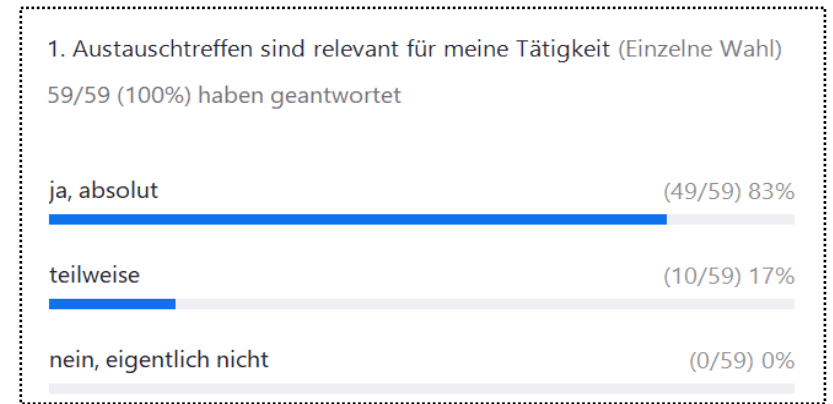 1. Austauschtreffen sind relevant für meine Tätigkeit (Einzelne Wahl)
59/59 (100%) haben geantwortet
ja, absolut (49/59) 83%
teilweise (10/59) 17%
nein, eigentlich nicht (0/59) 0%